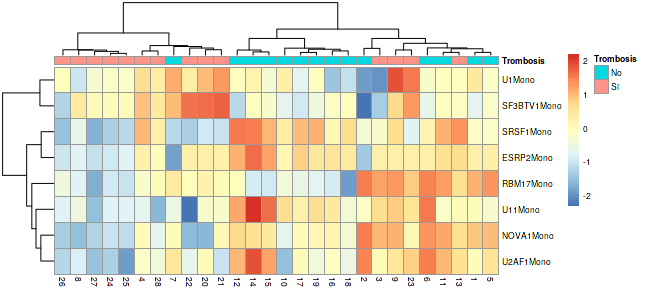 Trombosis
U1Mono
SF3BTV1Mono
SRSF1Mono
ESRP2Mono
RBM17Mono
U11Mono
NOVA1Mono
U2AF1Mono
26 8 27 24 25 4 28 7 22 20 21 12 14 15 10 17 19 16 18 2 3 9 23 6 11 13 1 5
2
1
0
-1
-2
Trombosis
No
SI